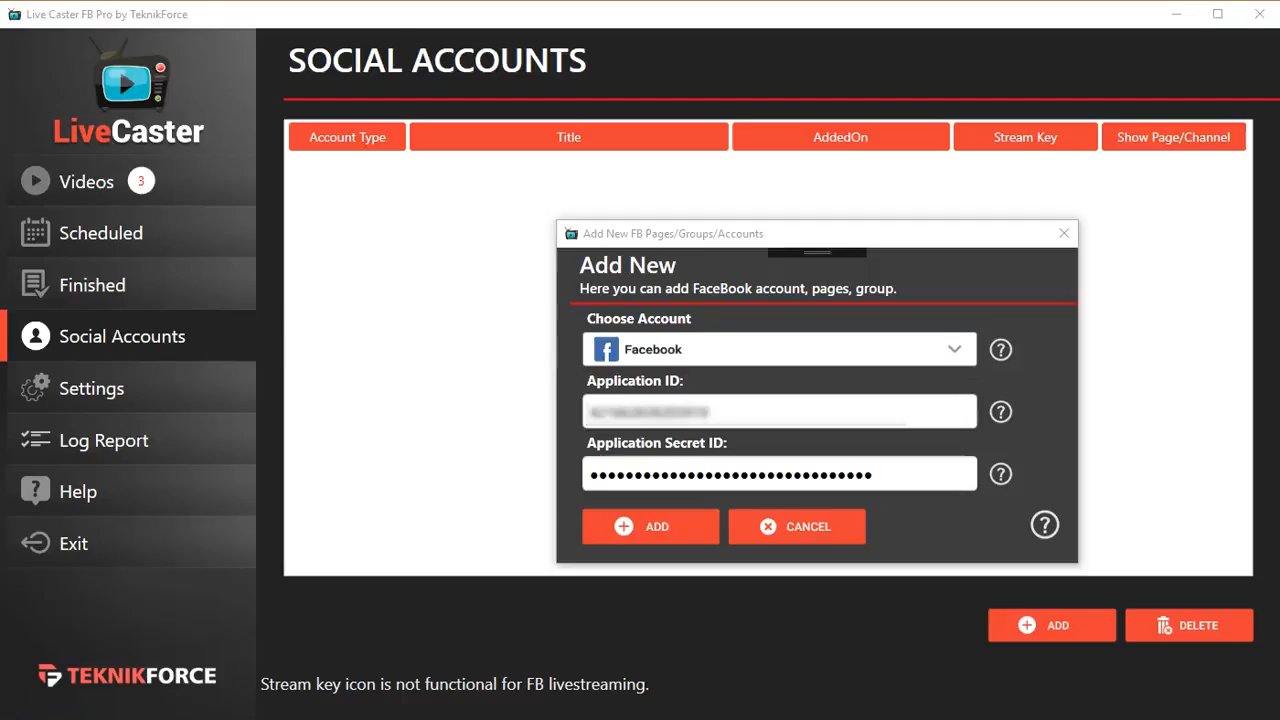 Live Caster FB Pro by TeknikForce
LiveCaster
Videos 3
Scheduled
Finished
Social Accounts
Settings
Log Report
Help
Exit
TEKNIKFORCE
SOCIAL ACCOUNTS
Account Type Title AddedOn Stream Key Show Page/Channel
Add New FB Pages/Groups/Accounts
Add New
Here you can add FaceBook account, pages, group.
Choose Account
Facebook
Application ID:
Application Secret ID:
ADD CANCEL
ADD DELETE
Stream key icon is not functional for FB livestreaming.